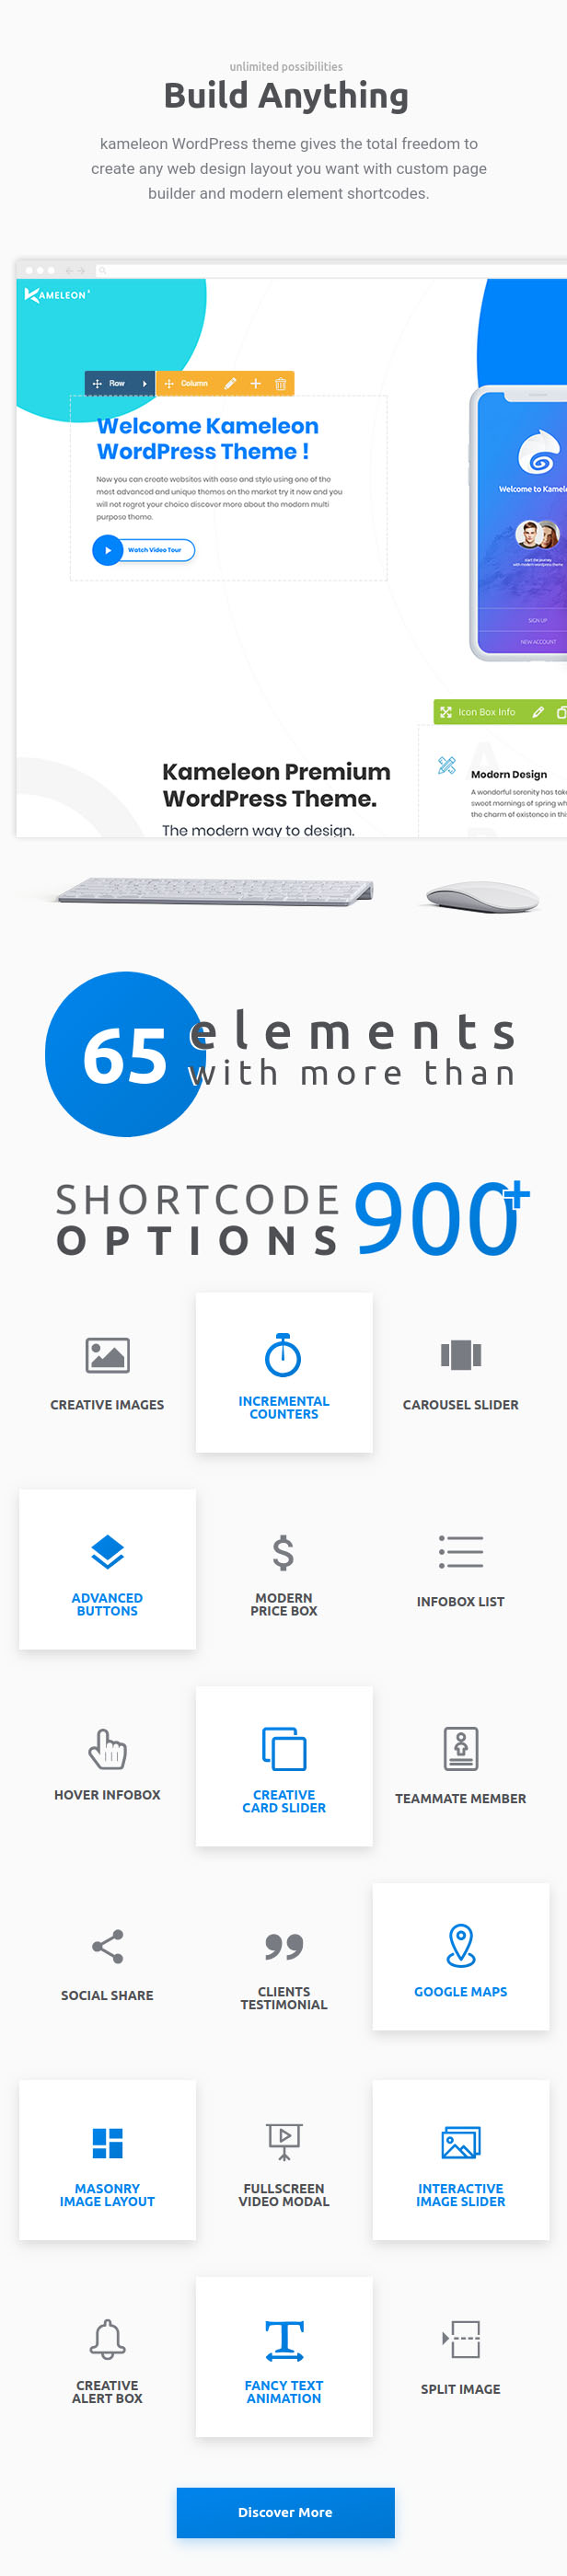 unlimited possibilities
Build Anything
kameleon WordPress theme gives the total freedom to
create any web design layout you want with custom page
builder and modern element shortcodes.
KAMELEON
Row
Column
Welcome Kameleon
WordPress Theme !
Now you can create websites with ease and style using one of the
most advanced and unique themes on the market try it now and you
will not regret your choice discover more about the modern multi
purpose theme.
Watch Video Tour
Welcome to Kamele
Start the journey
with modern wordpress theme
SIGN UP
NEW ACCOUNT
Icon Box Info
Modern Design
A wonderful serenity has take
sweet mornings of spring wh
the charm of existence in thi
Kameleon Premium
WordPress Theme.
The modern way to design.
65
elements
with more than
SHORTCODE
OPTIONS
900+
CREATIVE IMAGES
INCREMENTAL
COUNTERS
CAROUSEL SLIDER
ADVANCED
BUTTONS
MODERN
PRICE BOX
INFOBOX LIST
HOVER INFOBOX
CREATIVE
CARD SLIDER
TEAMMATE MEMBER
SOCIAL SHARE
CLIENTS
TESTIMONIAL
GOOGLE MAPS
MASONRY
IMAGE LAYOUT
FULLSCREEN
VIDEO MODAL
INTERACTIVE
IMAGE SLIDER
CREATIVE
ALERT BOX
FANCY TEXT
ANIMATION
SPLIT IMAGE
Discover More